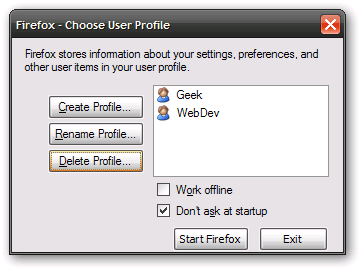 Firefox - Choose User Profile
Firefox stores information about your settings, preferences, and
other user items in your user profile.
Create Profile...
Rename Profile...
Delete Profile...
Geek
WebDev
Work offline
Don't ask at startup
Start Firefox
Exit